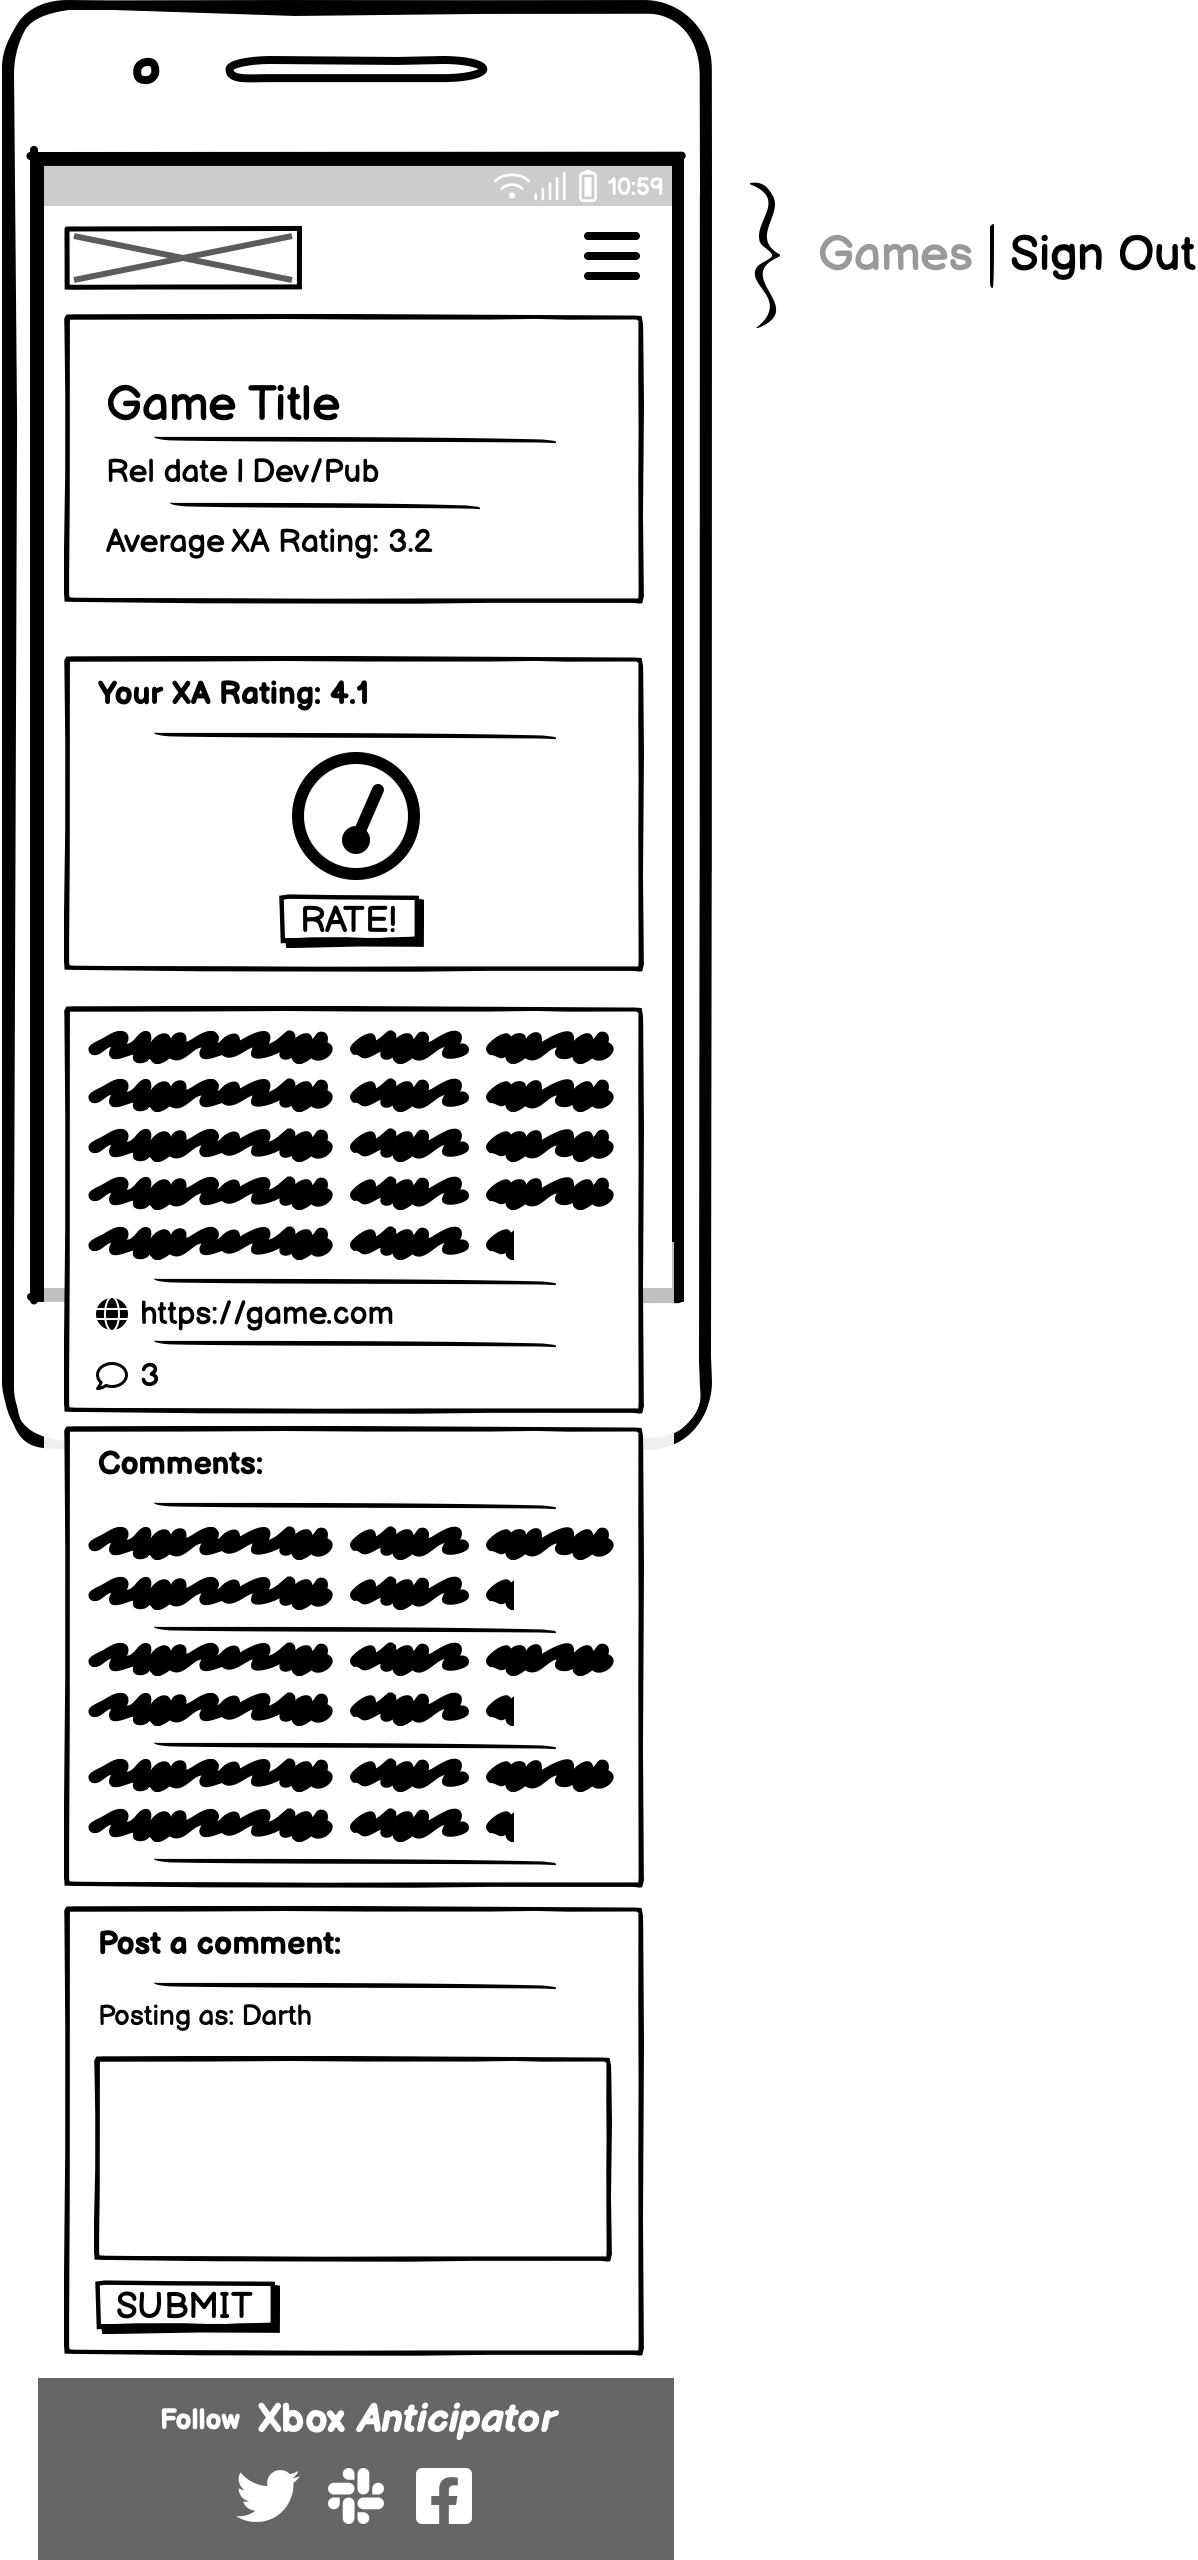 10:59
Games | Sign Out
Game Title
Rel date | Dev/Pub
Average XA Rating: 3.2
Your XA Rating: 4.1
RATE!
https://game.com
3
Comments:
Post a comment:
Posting as: Darth
SUBMIT
Follow Xbox Anticipator